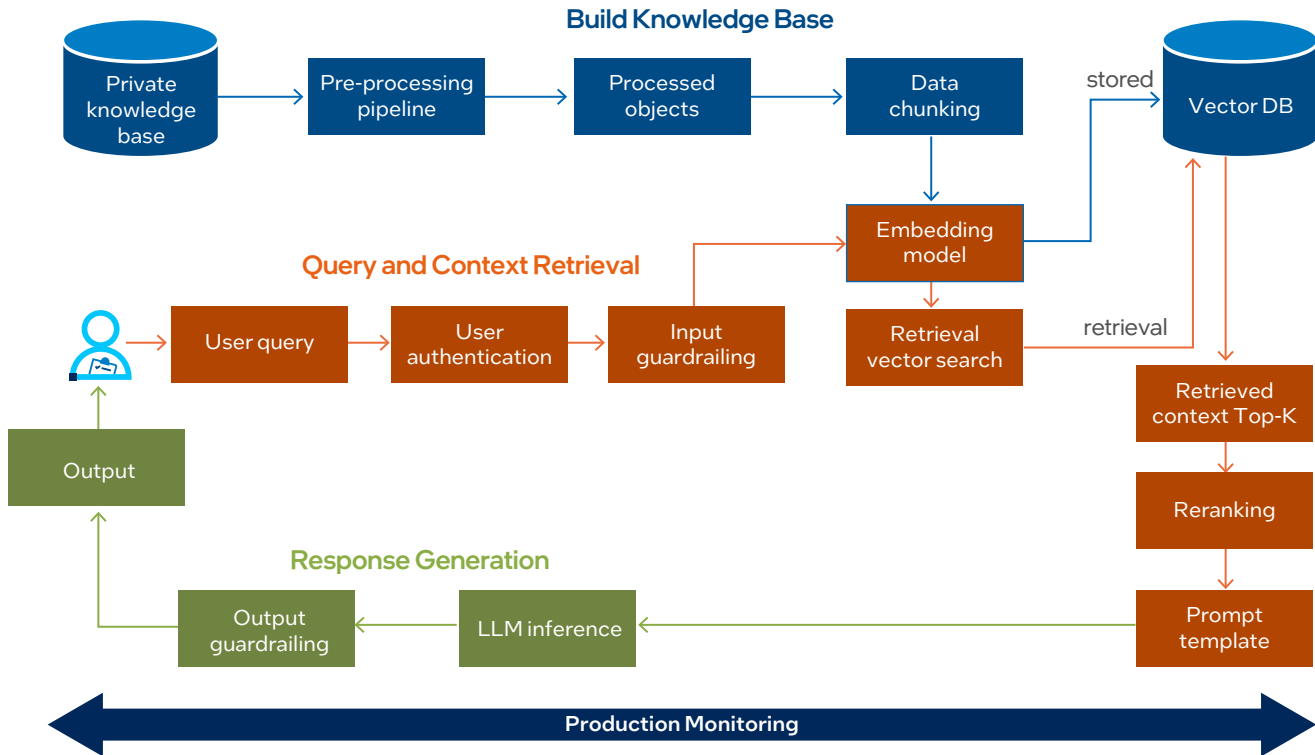 Build Knowledge Base
Private
knowledge
base
Pre-processing
pipeline
Processed
objects
Data
chunking
stored
Vector DB
Embedding
model
Query and Context Retrieval
User query
User
authentication
Input
guardrailing
Retrieval
vector search
retrieval
Retrieved
context Top-K
Reranking
Prompt
template
Response Generation
LLM inference
Output
guardrailing
Output
Production Monitoring